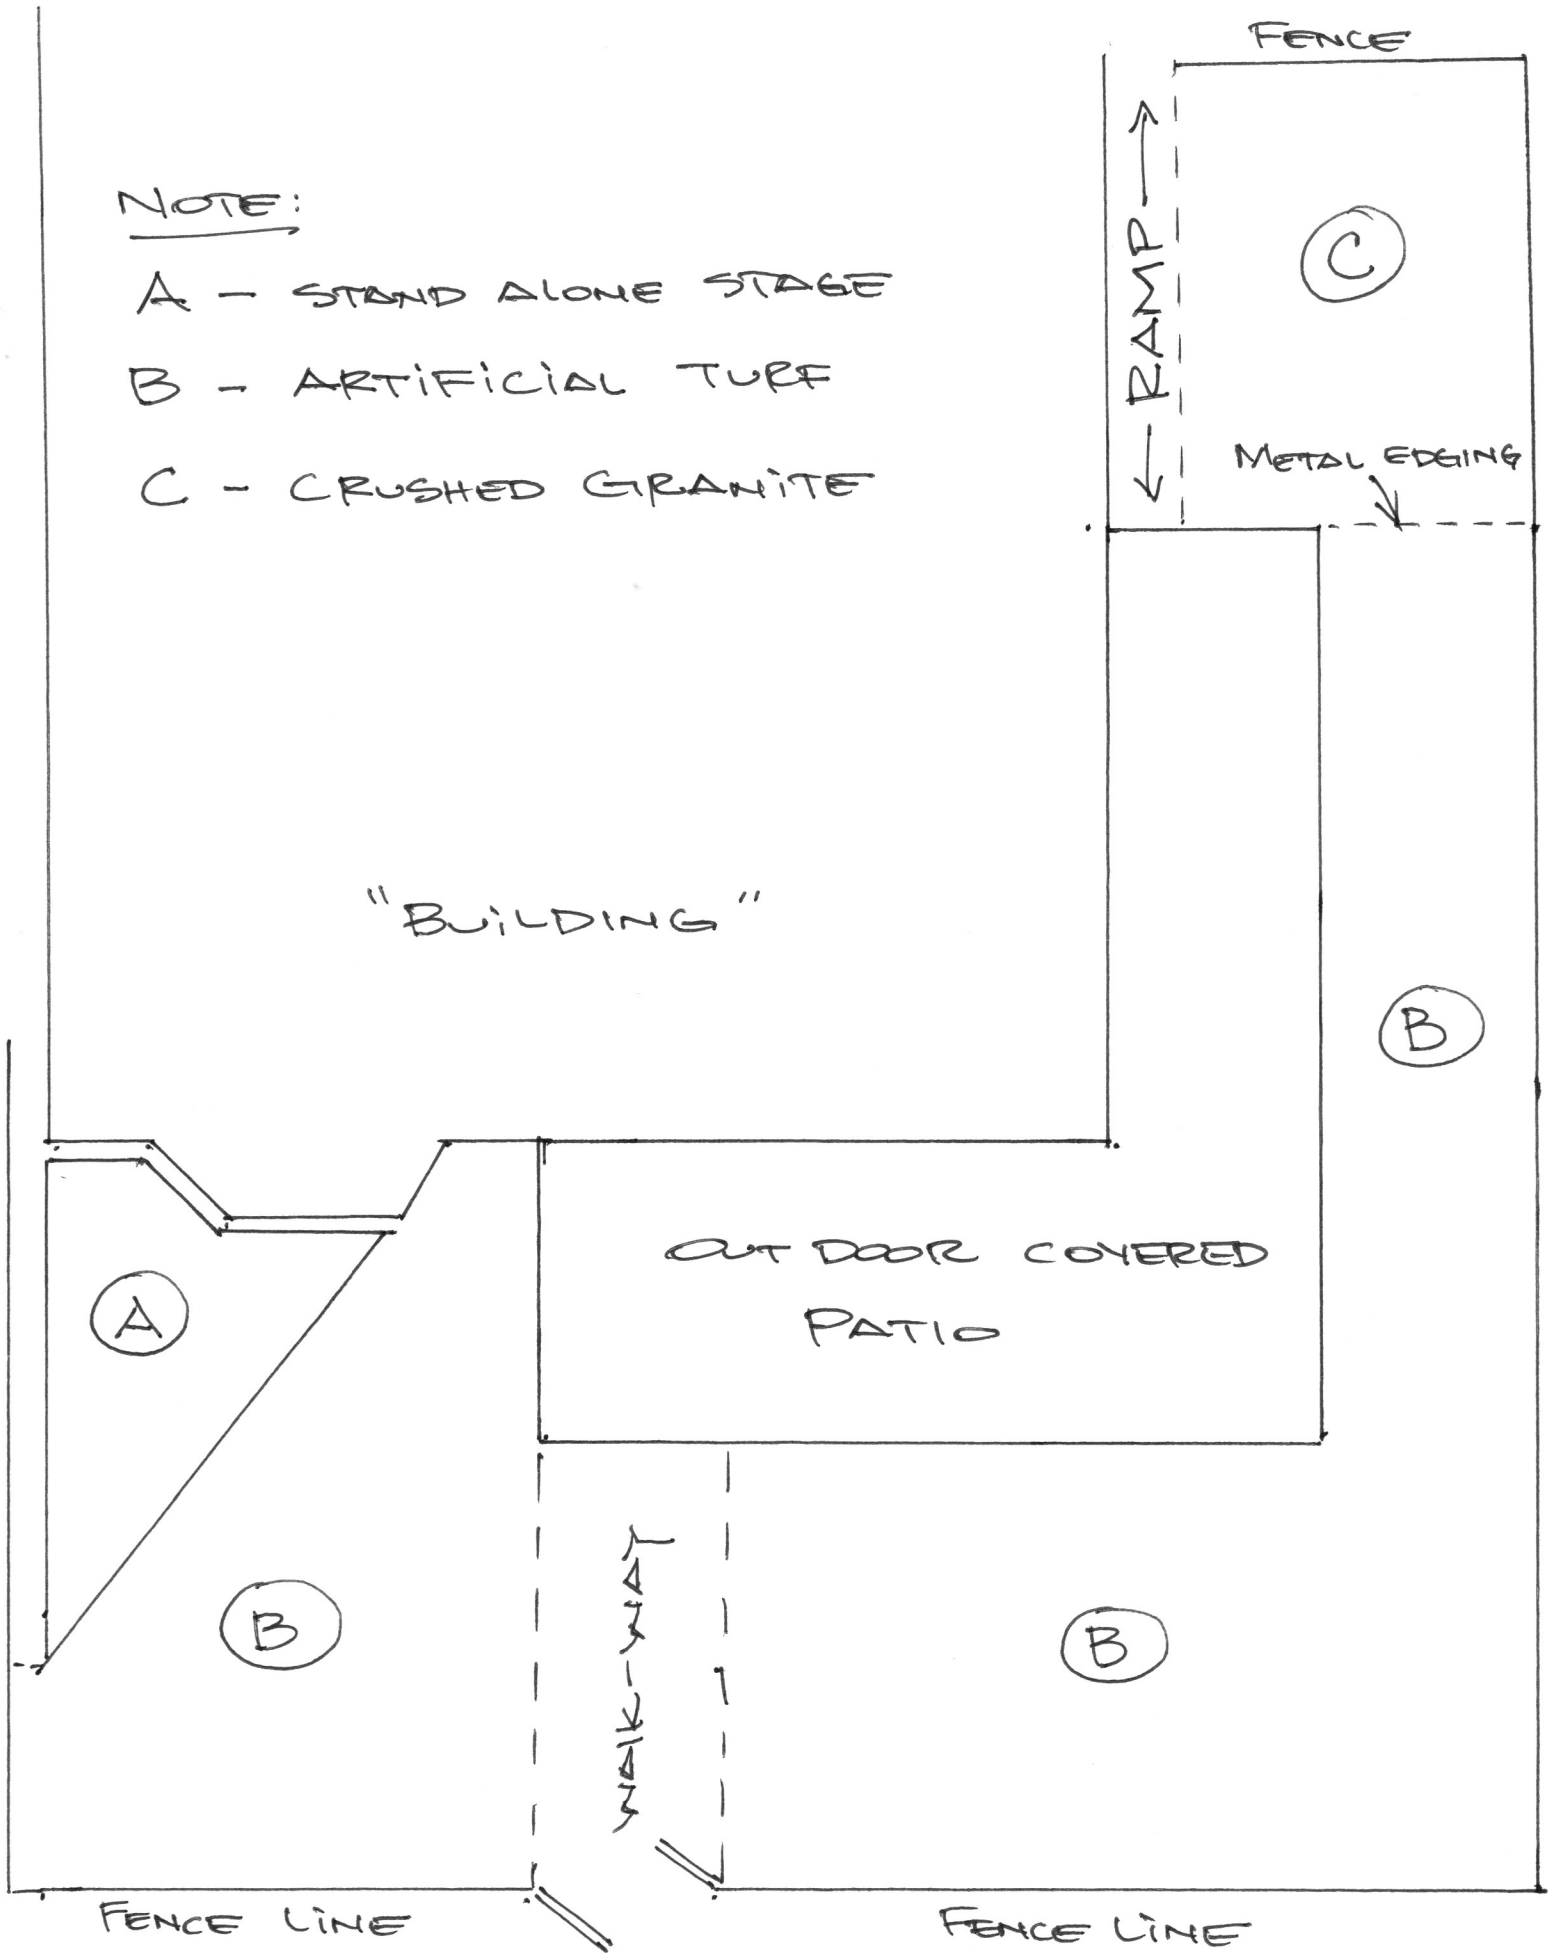 FENCE
NOTE:
A - STAND ALONE STAGE
B - ARTIFICIAL TURF
C - CRUSHED GRANITE
← RAMP →
C
METAL EDGING
"BUILDING"
B
OUT DOOR COVERED
PATIO
A
B
WALK-WAY
B
FENCE LINE
FENCE LINE